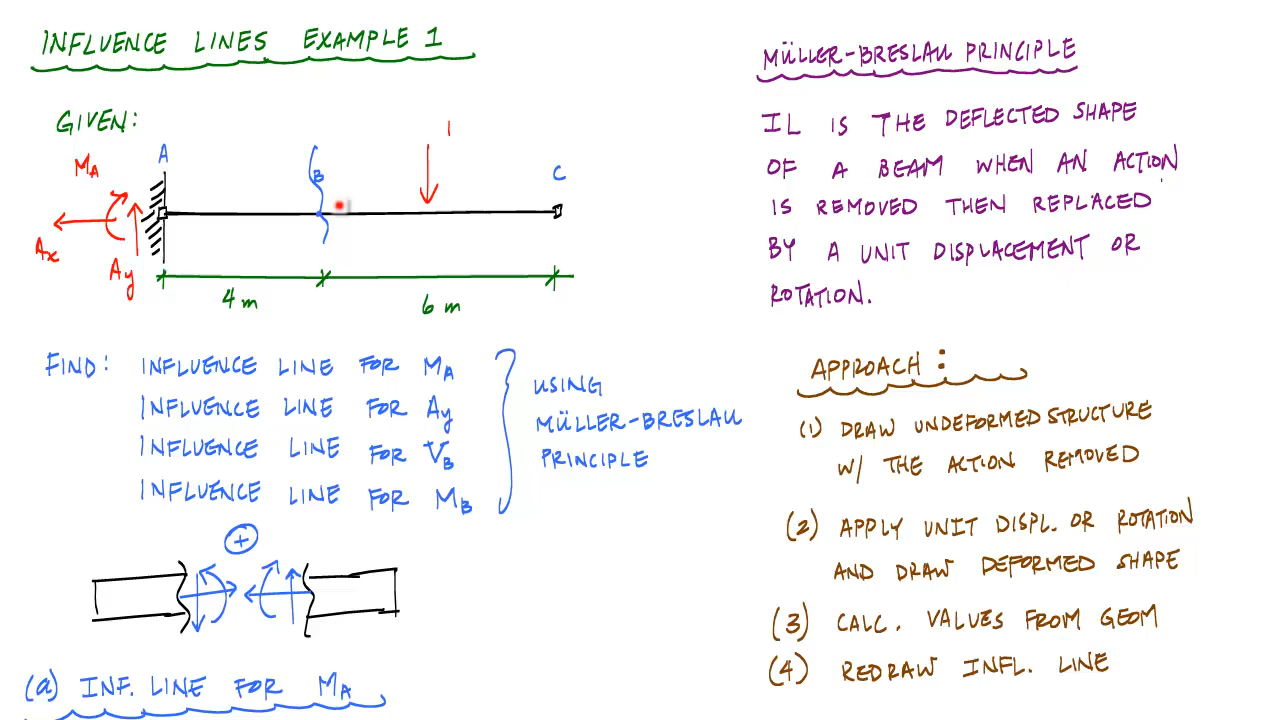 INFLUENCE LINES EXAMPLE 1
GIVEN:
MA
A
B
1
C
Ax
Ay
4 m
6 m
FIND: INFLUENCE LINE FOR MA
INFLUENCE LINE FOR Ay
INFLUENCE LINE FOR VB
INFLUENCE LINE FOR MB
USING
MÜLLER-BRESLAU
PRINCIPLE
+
(a) INF. LINE FOR MA
MÜLLER-BRESLAU PRINCIPLE
IL IS THE DEFLECTED SHAPE
OF A BEAM WHEN AN ACTION
IS REMOVED THEN REPLACED
BY A UNIT DISPLACEMENT OR
ROTATION.
APPROACH:
(1) DRAW UNDEFORMED STRUCTURE
W/ THE ACTION REMOVED
(2) APPLY UNIT DISPL. OR ROTATION
AND DRAW DEFORMED SHAPE
(3) CALC. VALUES FROM GEOM
(4) REDRAW INFL. LINE